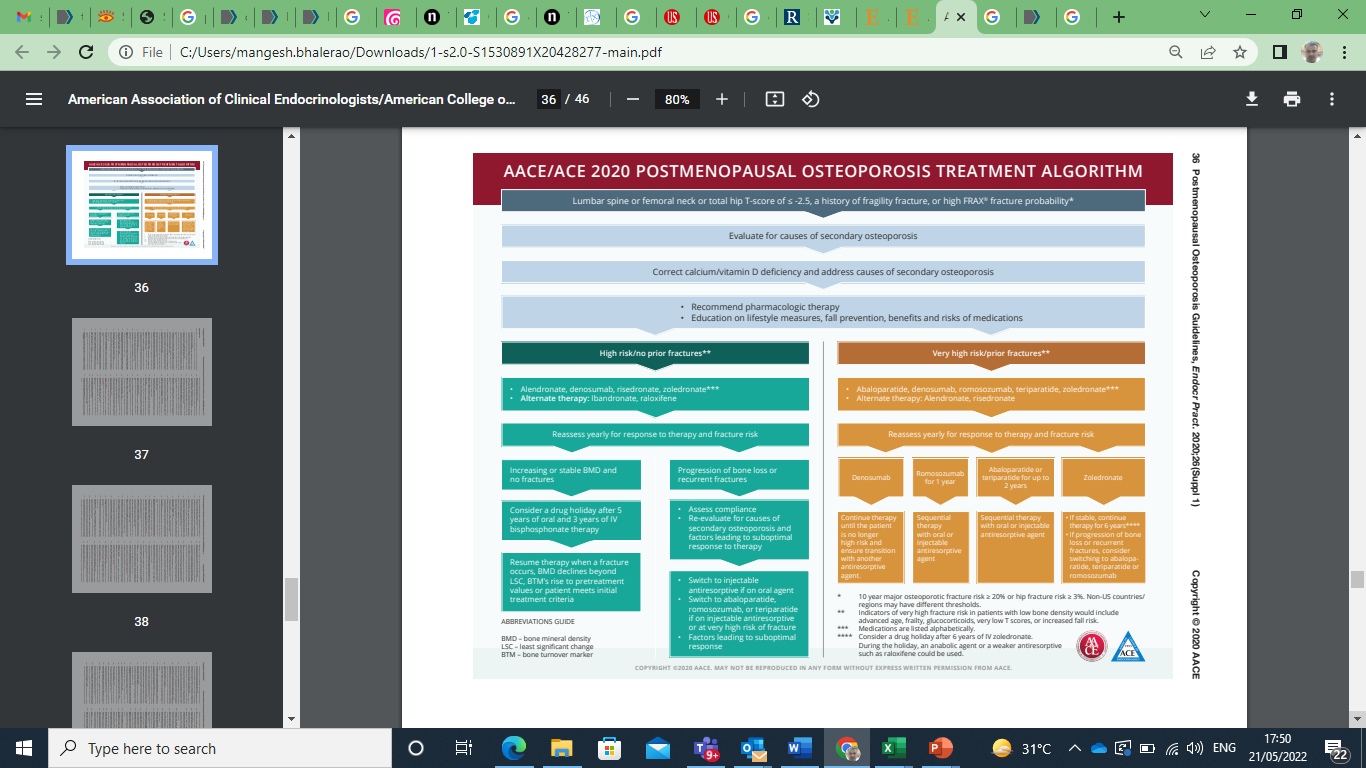 File
C:/Users/mangesh.bhalerao/Downloads/1-s2.0-S1530891X20428277-main.pdf
American Association of Clinical Endocrinologists/American College o...
36 / 46
80%
36
37
38
AACE/ACE 2020 POSTMENOPAUSAL OSTEOPOROSIS TREATMENT ALGORITHM
Lumbar spine or femoral neck or total hip T-score of ≤ -2.5, a history of fragility fracture, or high FRAX® fracture probability*
Evaluate for causes of secondary osteoporosis
Correct calcium/vitamin D deficiency and address causes of secondary osteoporosis
• Recommend pharmacologic therapy
• Education on lifestyle measures, fall prevention, benefits and risks of medications
High risk/no prior fractures**
• Alendronate, denosumab, risedronate, zoledronate***
• Alternate therapy: Ibandronate, raloxifene
Reassess yearly for response to therapy and fracture risk
Increasing or stable BMD and
no fractures
Consider a drug holiday after 5
years of oral and 3 years of IV
bisphosphonate therapy
Resume therapy when a fracture
occurs, BMD declines beyond
LSC, BTM's rise to pretreatment
values or patient meets initial
treatment criteria
Progression of bone loss or
recurrent fractures
• Assess compliance
• Re-evaluate for causes of
secondary osteoporosis and
factors leading to suboptimal
response to therapy
• Switch to injectable
antiresorptive if on oral agent
• Switch to abaloparatide,
romosozumab, or teriparatide
if on injectable antiresorptive
or at very high risk of fracture
• Factors leading to suboptimal
response
ABBREVIATIONS GUIDE
BMD – bone mineral density
LSC – least significant change
BTM – bone turnover marker
Very high risk/prior fractures**
• Abaloparatide, denosumab, romosozumab, teriparatide, zoledronate***
• Alternate therapy: Alendronate, risedronate
Reassess yearly for response to therapy and fracture risk
Denosumab
Continue therapy
until the patient
is no longer
high risk and
ensure transition
with another
antiresorptive
agent.
Romosozumab
for 1 year
Sequential
therapy
with oral or
injectable
antiresorptive
agent
Abaloparatide or
teriparatide for up to
2 years
Sequential therapy
with oral or injectable
antiresorptive agent
Zoledronate
• If stable, continue
therapy for 6 years****
• If progression of bone
loss or recurrent
fractures, consider
switching to abalopa-
ratide, teriparatide or
romosozumab
* 10 year major osteoporotic fracture risk ≥ 20% or hip fracture risk ≥ 3%. Non-US countries/
regions may have different thresholds.
** Indicators of very high fracture risk in patients with low bone density would include
advanced age, frailty, glucocorticoids, very low T scores, or increased fall risk.
*** Medications are listed alphabetically.
**** Consider a drug holiday after 6 years of IV zoledronate.
During the holiday, an anabolic agent or a weaker antiresorptive
such as raloxifene could be used.
AACE
ACE
COPYRIGHT ©2020 AACE. MAY NOT BE REPRODUCED IN ANY FORM WITHOUT EXPRESS WRITTEN PERMISSION FROM AACE.
36 Postmenopausal Osteoporosis Guidelines, Endocr Pract. 2020;26(Suppl 1)
Copyright © 2020 AACE
Type here to search
9+
31°C
ENG
17:50
21/05/2022
22